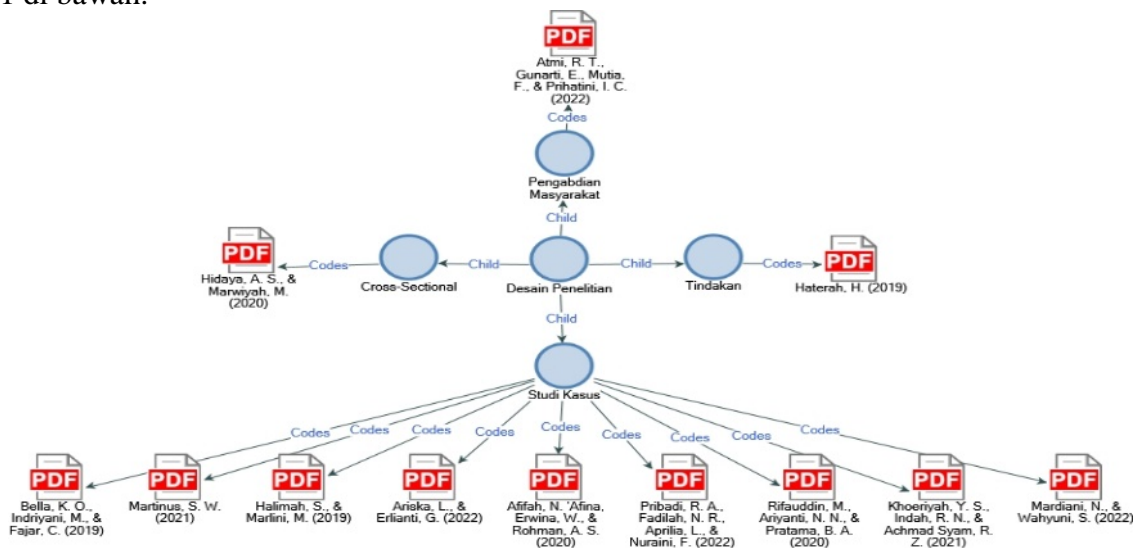 1 di bawah.
PDF
Atmi, R. T.,
Gunarti, E., Mutia,
F., & Prihatini, I. C.
(2022)
Codes
Pengabdian
Masyarakat
Child
PDF
Hidaya, A. S., &
Marwiyah, M.
(2020)
Codes
Cross-Sectional
Child
Desain Penelitian
Child
Tindakan
Codes
PDF
Haterah, H. (2019)
Child
Studi Kasus
Codes
Codes
Codes
Codes
Codes
Codes
Codes
Codes
Codes
PDF
Bella, K. O.,
Indriyani, M., &
Fajar, C. (2019)
PDF
Martinus, S. W.
(2021)
PDF
Halimah, S., &
Marlini, M. (2019)
PDF
Ariska, L., &
Erlianti, G. (2022)
PDF
Afifah, N. 'Afina,
Erwina, W., &
Rohman, A. S.
(2020)
PDF
Pribadi, R. A.,
Fadilah, N. R.,
Aprilia, L., &
Nuraini, F. (2022)
PDF
Rifauddin, M.,
Ariyanti, N. N., &
Pratama, B. A.
(2020)
PDF
Khoeriyah, Y. S.,
Indah, R. N., &
Achmad Syam, R.
Z. (2021)
PDF
Mardiani, N., &
Wahyuni, S. (2022)